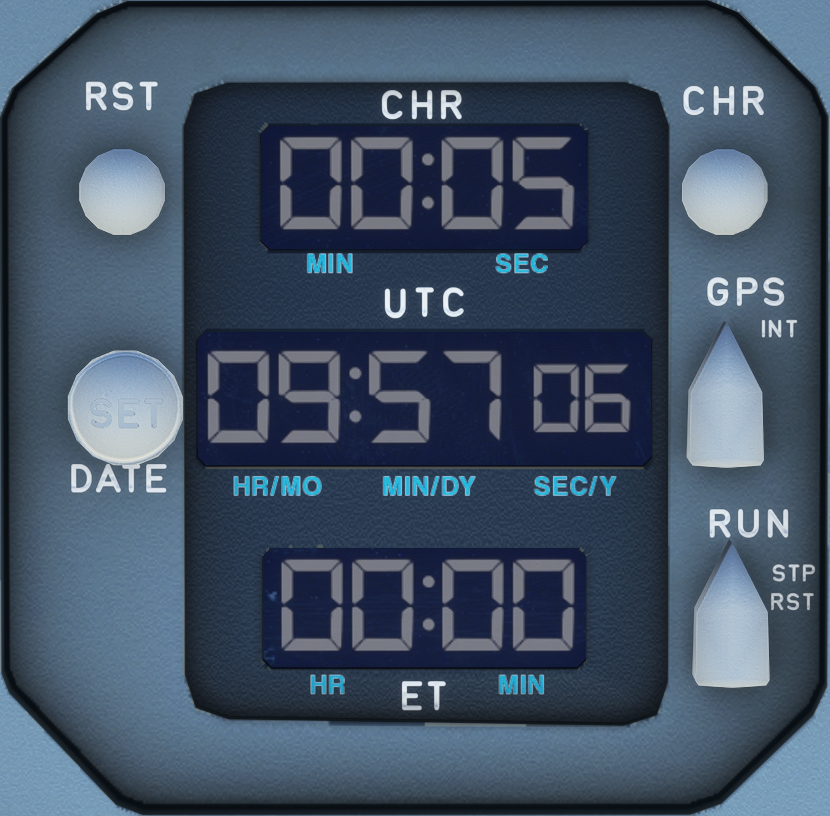 RST
CHR
CHR
00:05
MIN SEC
GPS
INT
UTC
09:57 06
SET
DATE
HR/MO MIN/DY SEC/Y
RUN
STP
RST
00:00
HR ET MIN